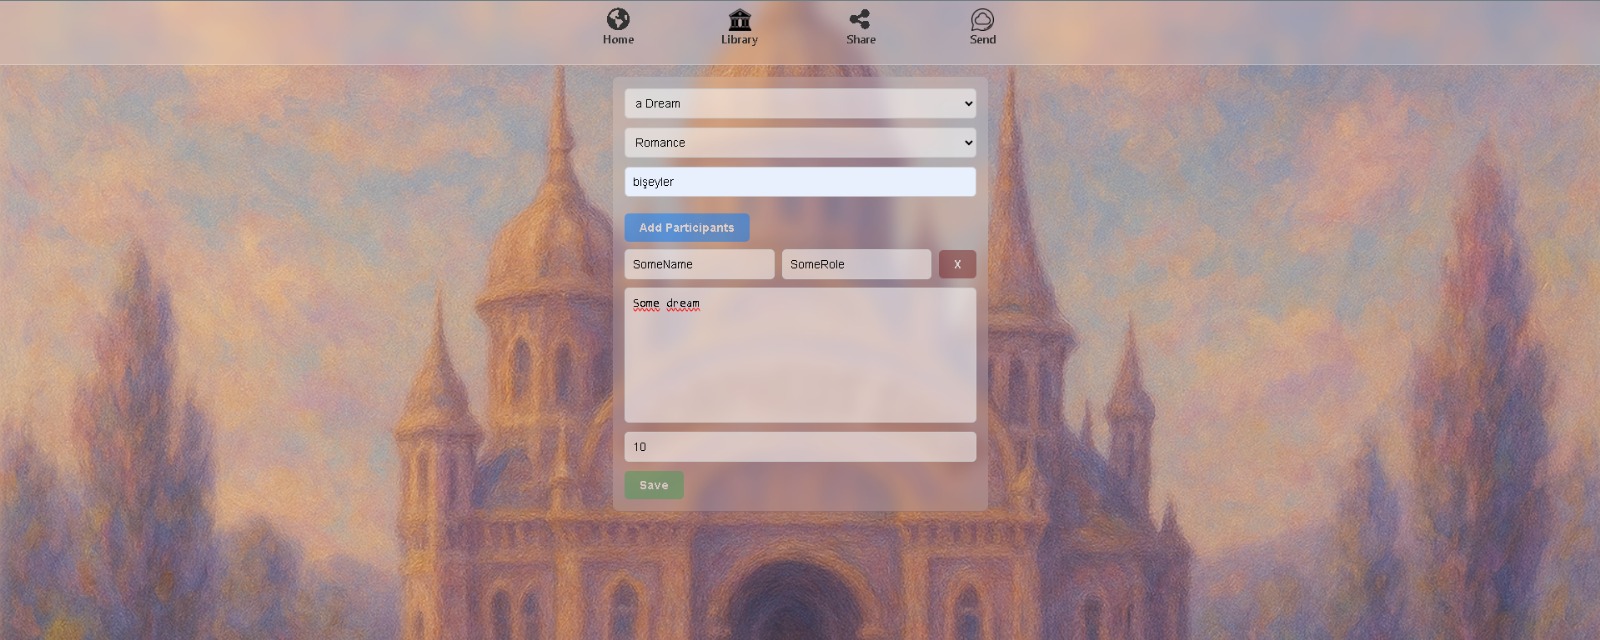 Home Library Share Send
a Dream
Romance
bişeyler
Add Participants
SomeName SomeRole X
Some dream
10
Save